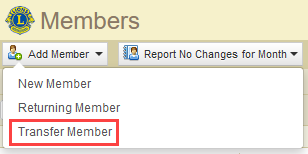 Members
Add Member
Report No Changes for Month
New Member
Returning Member
Transfer Member